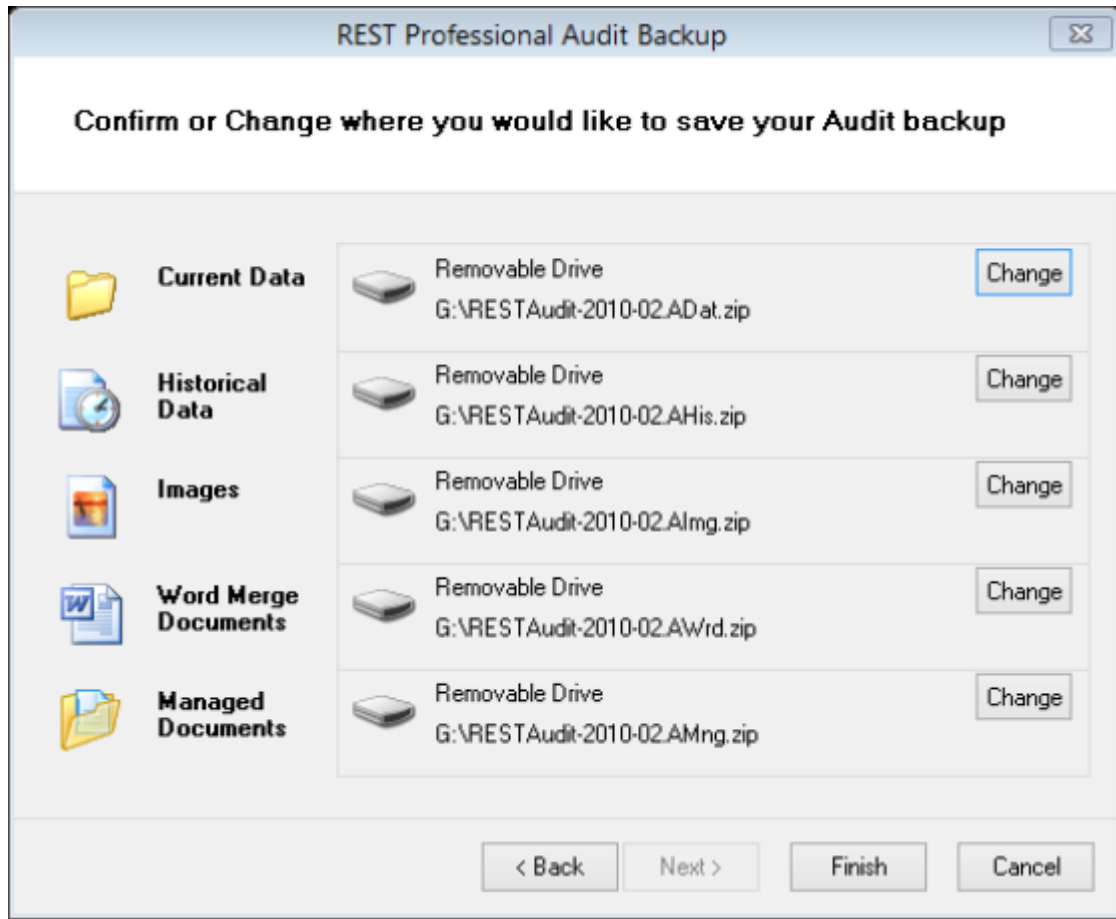 REST Professional Audit Backup
Confirm or Change where you would like to save your Audit backup
Current Data
Removable Drive
G:\RESTAudit-2010-02.ADat.zip
Change
Historical
Data
Removable Drive
G:\RESTAudit-2010-02.AHis.zip
Change
Images
Removable Drive
G:\RESTAudit-2010-02.AImg.zip
Change
W
Word Merge
Documents
Removable Drive
G:\RESTAudit-2010-02.AWrd.zip
Change
Managed
Documents
Removable Drive
G:\RESTAudit-2010-02.AMng.zip
Change
< Back
Next >
Finish
Cancel